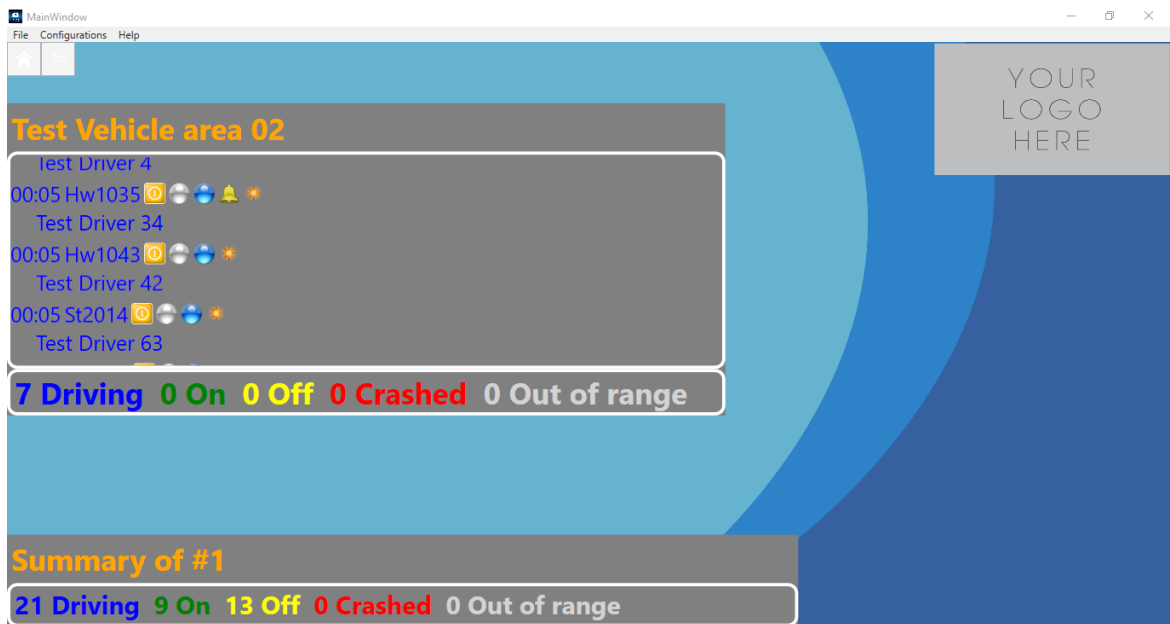 MainWindow
File Configurations Help
YOUR
LOGO
HERE
Test Vehicle area 02
Test Driver 4
00:05 Hw1035
Test Driver 34
00:05 Hw1043
Test Driver 42
00:05 St2014
Test Driver 63
7 Driving 0 On 0 Off 0 Crashed 0 Out of range
Summary of #1
21 Driving 9 On 13 Off 0 Crashed 0 Out of range